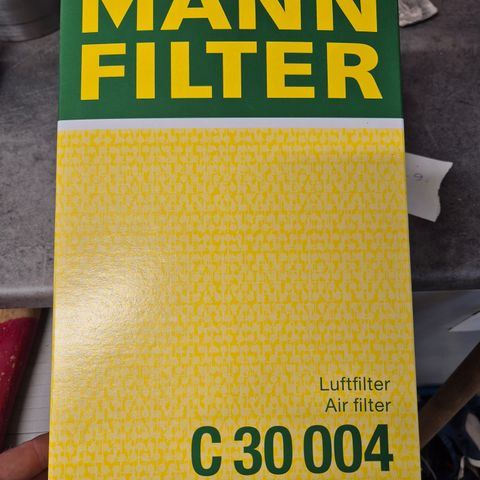 MANN
FILTER
Luftfilter
Air filter
C 30 004